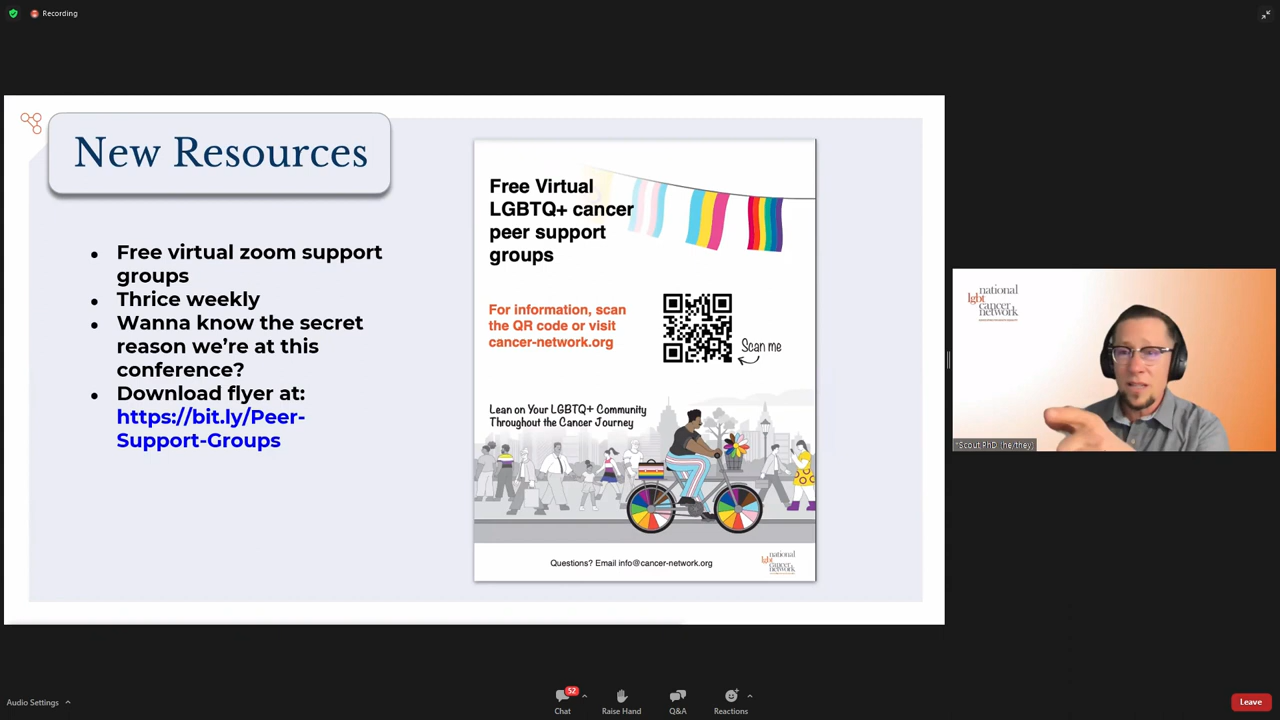 Recording
New Resources
Free virtual zoom support
groups
Thrice weekly
Wanna know the secret
reason we’re at this
conference?
Download flyer at:
https://bit.ly/Peer-
Support-Groups
Free Virtual
LGBTQ+ cancer
peer support
groups
For information, scan
the QR code or visit
cancer-network.org
Scan me
Lean on Your LGBTQ+ Community
Throughout the Cancer Journey
Questions? Email info@cancer-network.org
national
lgbt
cancer
network
national
lgbt
cancer
network
*Scout PhD (he/they)
Audio Settings
52
Chat
Raise Hand
Q&A
Reactions
Leave